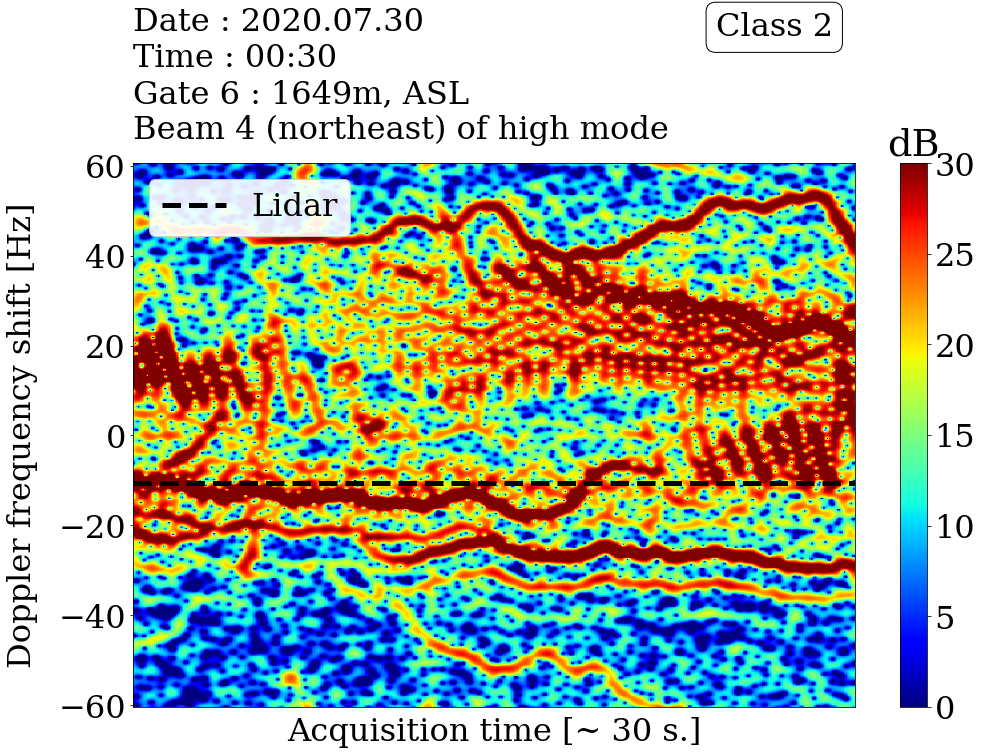 Date : 2020.07.30
Time : 00:30
Gate 6 : 1649m, ASL
Beam 4 (northeast) of high mode
Class 2
dB
Lidar
60
40
20
0
−20
−40
−60
Doppler frequency shift [Hz]
Acquisition time [~ 30 s.]
30
25
20
15
10
5
0